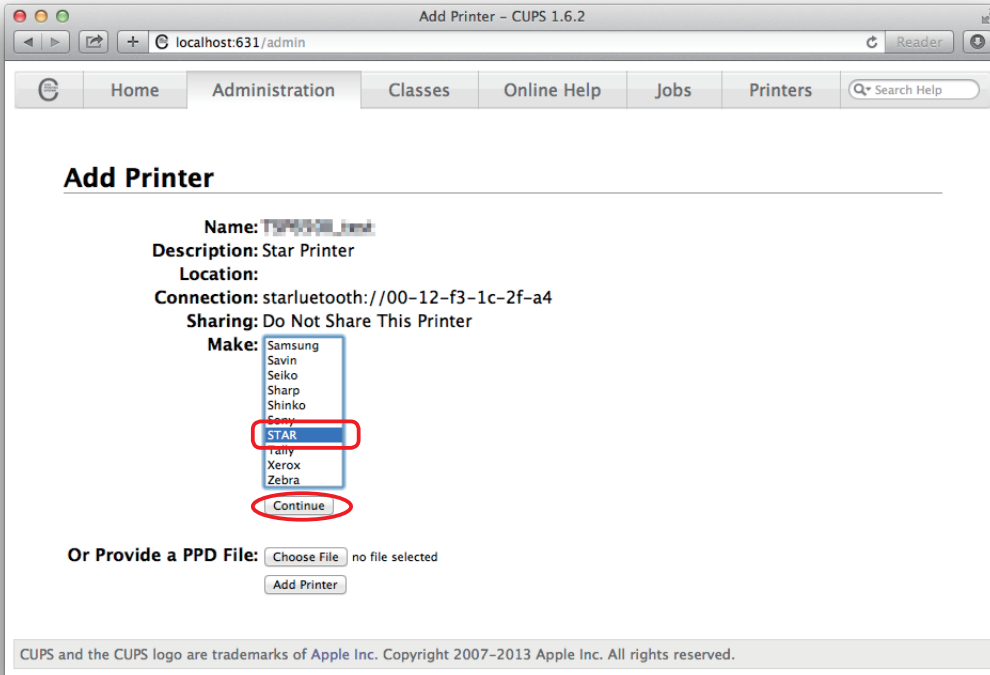 Add Printer – CUPS 1.6.2
localhost:631/admin
Reader
Home Administration Classes Online Help Jobs Printers Search Help
Add Printer
Name:
Description: Star Printer
Location:
Connection: starluetooth://00-12-f3-1c-2f-a4
Sharing: Do Not Share This Printer
Make: Samsung
Savin
Seiko
Sharp
Shinko
Sony
STAR
Tally
Xerox
Zebra
Continue
Or Provide a PPD File: Choose File no file selected
Add Printer
CUPS and the CUPS logo are trademarks of Apple Inc. Copyright 2007-2013 Apple Inc. All rights reserved.